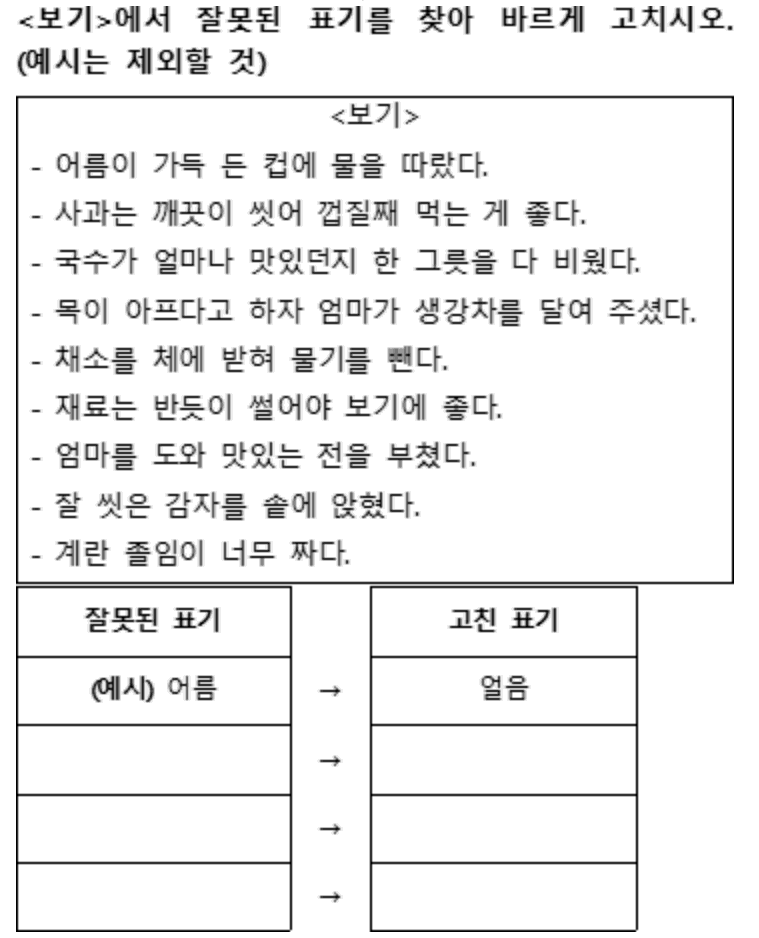 <보기>에서 잘못된 표기를 찾아 바르게 고치시오.
(예시는 제외할 것)
<보기>
- 어름이 가득 든 컵에 물을 따랐다.
- 사과는 깨끗이 씻어 껍질째 먹는 게 좋다.
- 국수가 얼마나 맛있던지 한 그릇을 다 비웠다.
- 목이 아프다고 하자 엄마가 생강차를 달여 주셨다.
- 채소를 체에 받혀 물기를 뺀다.
- 재료는 반듯이 썰어야 보기에 좋다.
- 엄마를 도와 맛있는 전을 부쳤다.
- 잘 씻은 감자를 솥에 앉혔다.
- 계란 졸임이 너무 짜다.
잘못된 표기 고친 표기
(예시) 어름 → 얼음
→
→
→